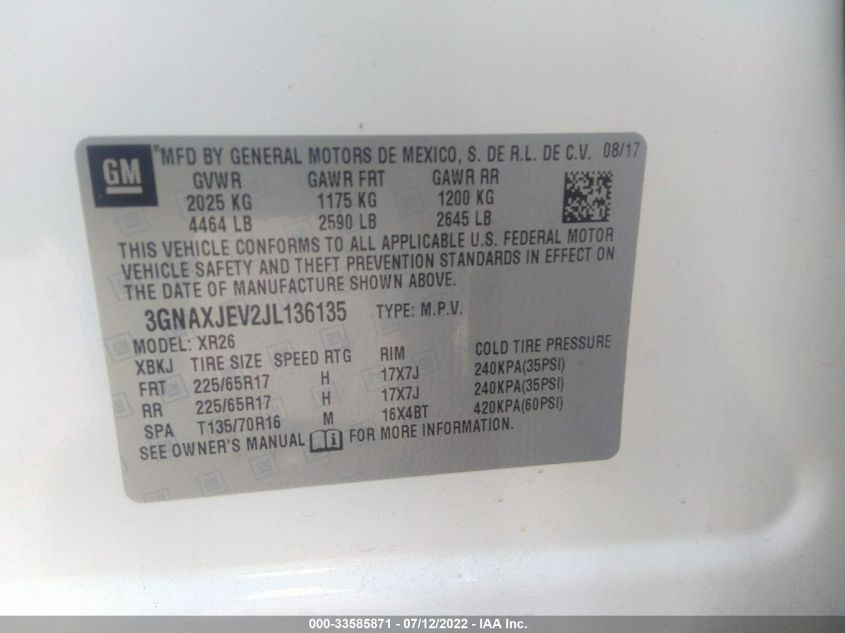 GM
*MFD BY GENERAL MOTORS DE MEXICO, S. DE R.L. DE C.V. 08/17
GVWR GAWR FRT GAWR RR
2025 KG 1175 KG 1200 KG
4464 LB 2590 LB 2645 LB
THIS VEHICLE CONFORMS TO ALL APPLICABLE U.S. FEDERAL MOTOR
VEHICLE SAFETY AND THEFT PREVENTION STANDARDS IN EFFECT ON
THE DATE OF MANUFACTURE SHOWN ABOVE.
3GNAXJEV2JL136135 TYPE: M.P.V.
MODEL: XR26
XBKJ TIRE SIZE SPEED RTG RIM COLD TIRE PRESSURE
FRT 225/65R17 H 17X7J 240KPA(35PSI)
RR 225/65R17 H 17X7J 240KPA(35PSI)
SPA T135/70R16 M 16X4BT 420KPA(60PSI)
SEE OWNER'S MANUAL FOR MORE INFORMATION.
000-33585871 - 07/12/2022 - IAA Inc.